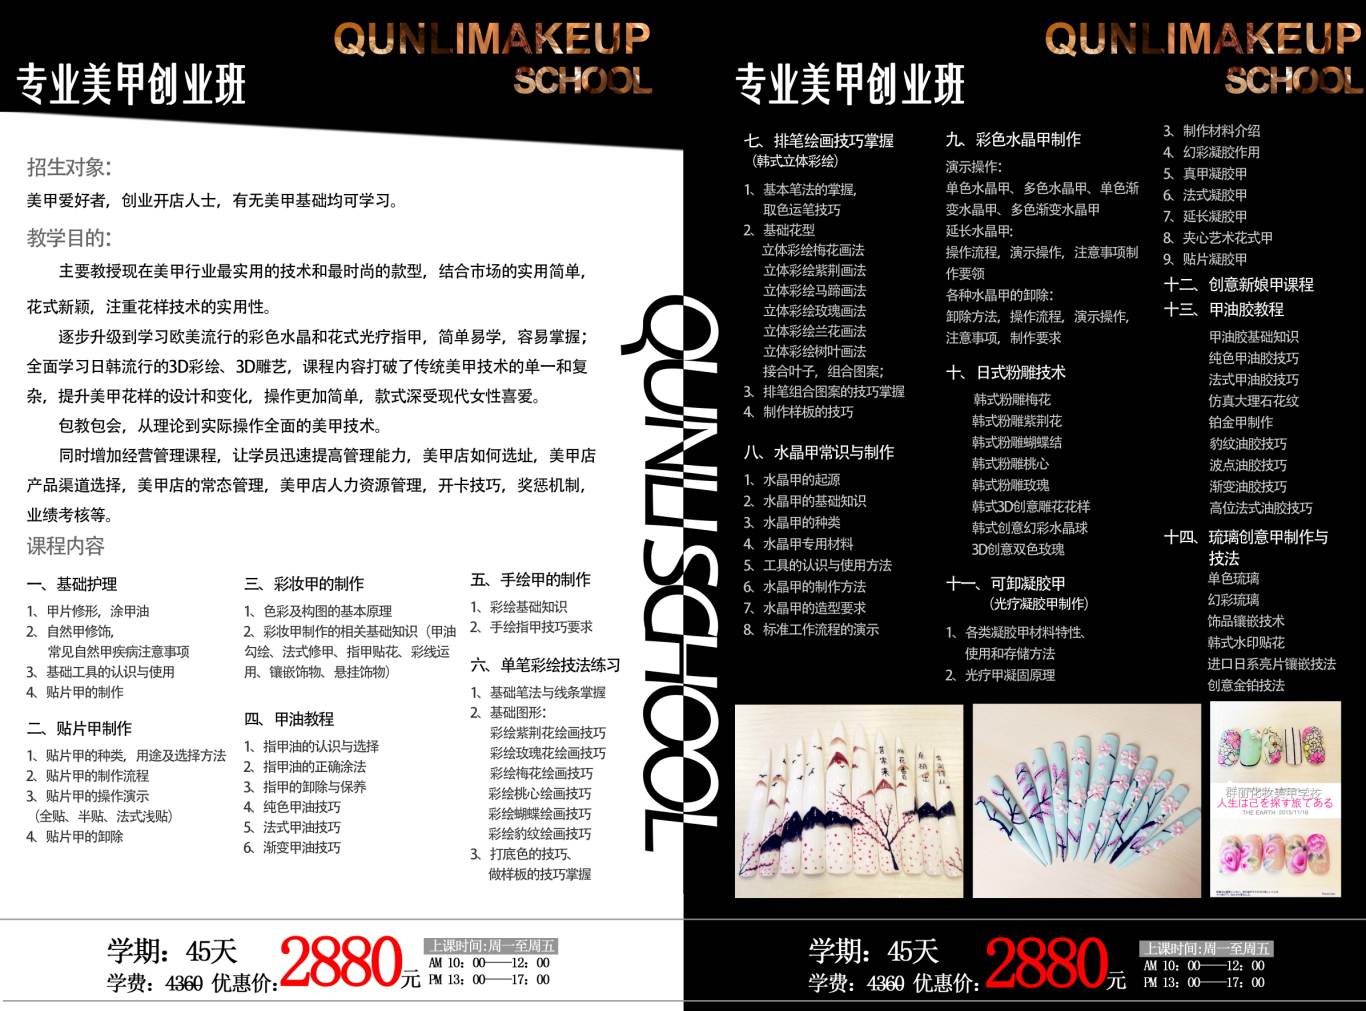 QUNLIMAKEUP
SCHOOL
专业美甲创业班
招生对象：
美甲爱好者，创业开店人士，有无美甲基础均可学习。
教学目的：
主要教授现在美甲行业最实用的技术和最时尚的款型，结合市场的实用简单，
花式新颖，注重花样技术的实用性。
逐步升级到学习欧美流行的彩色水晶和花式光疗指甲，简单易学，容易掌握；
全面学习日韩流行的3D彩绘、3D雕艺，课程内容打破了传统美甲技术的单一和复
杂，提升美甲花样的设计和变化，操作更加简单，款式深受现代女性喜爱。
包教包会，从理论到实际操作全面的美甲技术。
同时增加经营管理课程，让学员迅速提高管理能力，美甲店如何选址，美甲店
产品渠道选择，美甲店的常态管理，美甲店人力资源管理，开卡技巧，奖惩机制，
业绩考核等。
课程内容
一、基础护理
1、甲片修形，涂甲油
2、自然甲修饰,
常见自然甲疾病注意事项
3、基础工具的认识与使用
4、贴片甲的制作
二、贴片甲制作
1、贴片甲的种类，用途及选择方法
2、贴片甲的制作流程
3、贴片甲的操作演示
（全贴、半贴、法式浅贴）
4、贴片甲的卸除
三、彩妆甲的制作
1、色彩及构图的基本原理
2、彩妆甲制作的相关基础知识（甲油
勾绘、法式修甲、指甲贴花、彩线运
用、镶嵌饰物、悬挂饰物）
四、甲油教程
1、指甲油的认识与选择
2、指甲油的正确涂法
3、指甲的卸除与保养
4、纯色甲油技巧
5、法式甲油技巧
6、渐变甲油技巧
五、手绘甲的制作
1、彩绘基础知识
2、手绘指甲技巧要求
六、单笔彩绘技法练习
1、基础笔法与线条掌握
2、基础图形：
彩绘紫荆花绘画技巧
彩绘玫瑰花绘画技巧
彩绘梅花绘画技巧
彩绘桃心绘画技巧
彩绘蝴蝶绘画技巧
彩绘豹纹绘画技巧
3、打底色的技巧、
做样板的技巧掌握
QUNLISCHOOL
学期：45天
学费：4360 优惠价：2880元
上课时间：周一至周五
AM 10：00——12：00
PM 13：00——17：00
QUNLIMAKEUP
SCHOOL
专业美甲创业班
七、排笔绘画技巧掌握
（韩式立体彩绘）
1、基本笔法的掌握,
取色运笔技巧
2、基础花型
立体彩绘梅花画法
立体彩绘紫荆画法
立体彩绘马蹄画法
立体彩绘玫瑰画法
立体彩绘兰花画法
立体彩绘树叶画法
接合叶子，组合图案；
3、排笔组合图案的技巧掌握
4、制作样板的技巧
八、水晶甲常识与制作
1、水晶甲的起源
2、水晶甲的基础知识
3、水晶甲的种类
4、水晶甲专用材料
5、工具的认识与使用方法
6、水晶甲的制作方法
7、水晶甲的造型要求
8、标准工作流程的演示
九、彩色水晶甲制作
演示操作：
单色水晶甲、多色水晶甲、单色渐
变水晶甲、多色渐变水晶甲
延长水晶甲:
操作流程，演示操作，注意事项制
作要领
各种水晶甲的卸除：
卸除方法，操作流程，演示操作，
注意事项，制作要求
十、日式粉雕技术
韩式粉雕梅花
韩式粉雕紫荆花
韩式粉雕蝴蝶结
韩式粉雕桃心
韩式粉雕玫瑰
韩式3D创意雕花花样
韩式创意幻彩水晶球
3D创意双色玫瑰
十一、可卸凝胶甲
（光疗凝胶甲制作）
1、各类凝胶甲材料特性、
使用和存储方法
2、光疗甲凝固原理
3、制作材料介绍
4、幻彩凝胶作用
5、真甲凝胶甲
6、法式凝胶甲
7、延长凝胶甲
8、夹心艺术花式甲
9、贴片凝胶甲
十二、创意新娘甲课程
十三、甲油胶教程
甲油胶基础知识
纯色甲油胶技巧
法式甲油胶技巧
仿真大理石花纹
铂金甲制作
豹纹油胶技巧
波点油胶技巧
渐变油胶技巧
高位法式油胶技巧
十四、琉璃创意甲制作与
技法
单色琉璃
幻彩琉璃
饰品镶嵌技术
韩式水印贴花
进口日系亮片镶嵌技法
创意金铂技法
人生は己を探す旅である
THE EARTH 2015/11/16
学期：45天
学费：4360 优惠价：2880元
上课时间：周一至周五
AM 10：00——12：00
PM 13：00——17：00